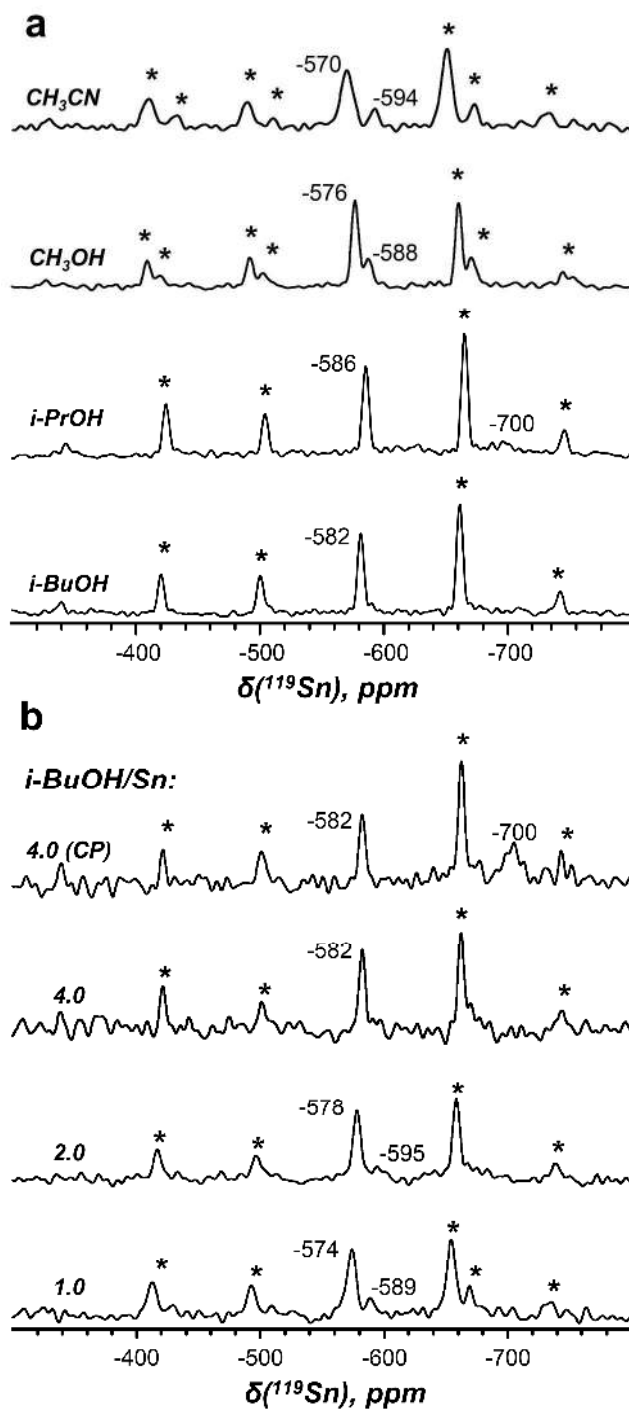 a
*
-570
* * * * -594 * *
CH₃CN
-576 *
* * * * -588 * *
CH₃OH
*
-586
* * -700 *
i-PrOH
*
-582
* * *
i-BuOH
-400 -500 -600 -700
δ(¹¹⁹Sn), ppm
b
*
i-BuOH/Sn:
-582 -700
* * *
4.0 (CP)
*
-582
* * *
4.0
*
-578
* * -595 *
2.0
*
-574
* * -589 * *
1.0
-400 -500 -600 -700
δ(¹¹⁹Sn), ppm